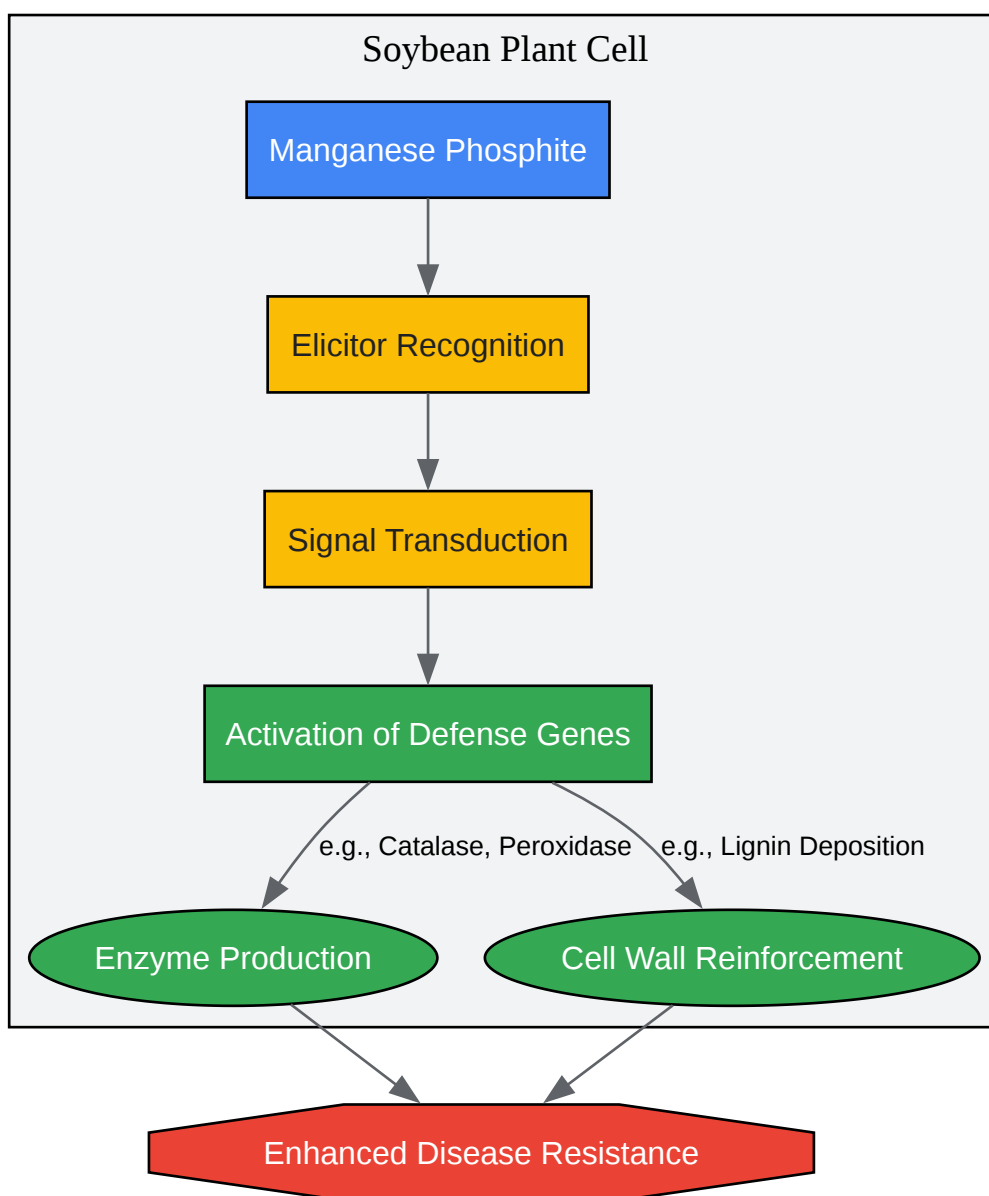 Soybean Plant Cell
Manganese Phosphite
Elicitor Recognition
Signal Transduction
Activation of Defense Genes
e.g., Catalase, Peroxidase
e.g., Lignin Deposition
Enzyme Production
Cell Wall Reinforcement
Enhanced Disease Resistance